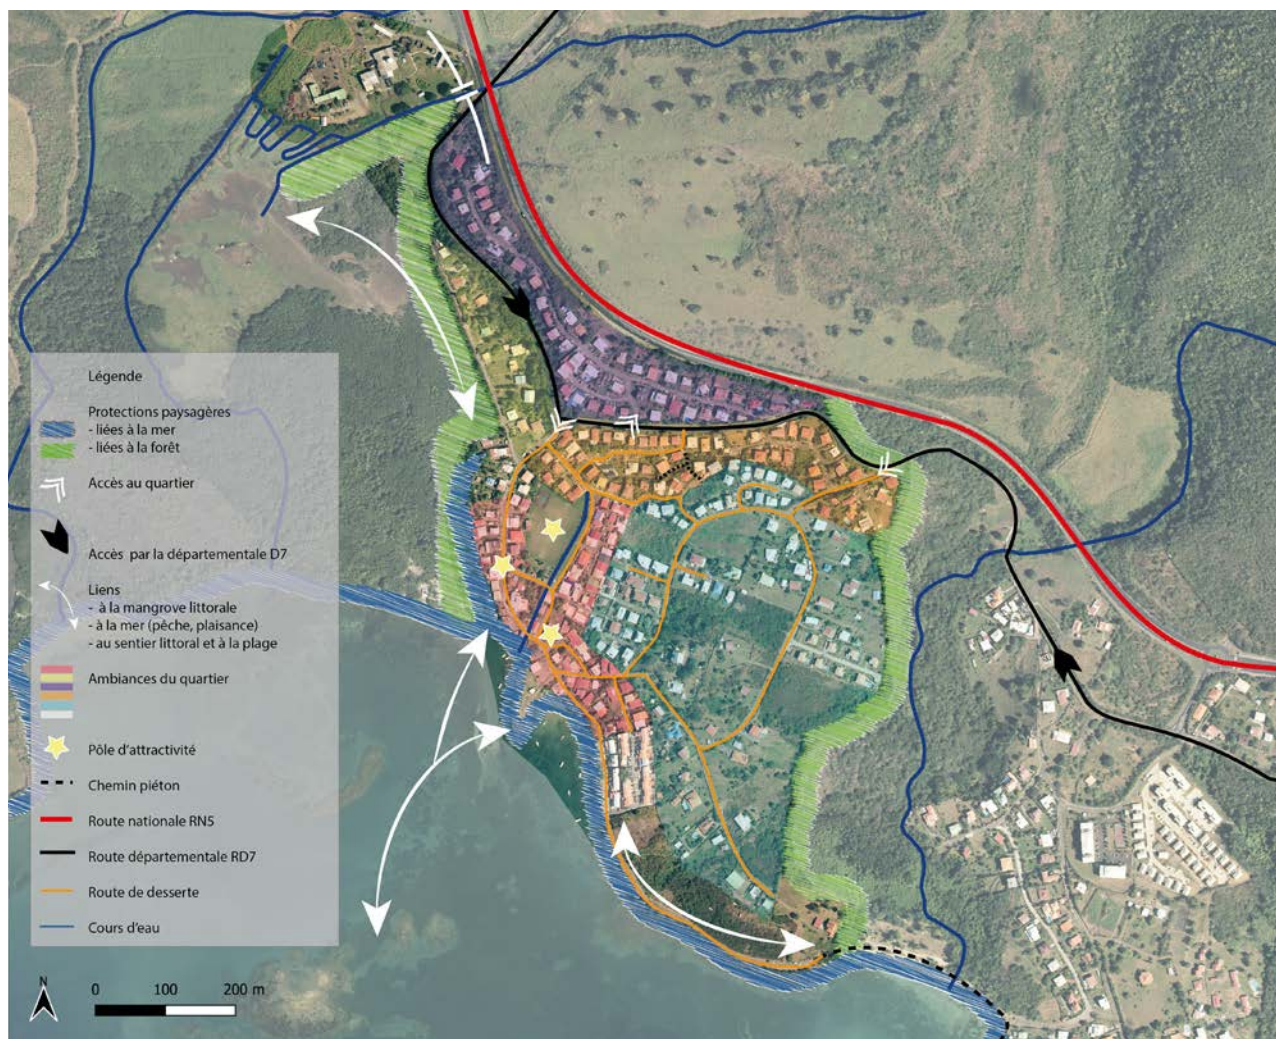 Légende
Protections paysagères
- liées à la mer
- liées à la forêt
Accès au quartier
Accès par la départementale D7
Liens
- à la mangrove littorale
- à la mer (pêche, plaisance)
- au sentier littoral et à la plage
Ambiances du quartier
Pôle d'attractivité
Chemin piéton
Route nationale RN5
Route départementale RD7
Route de desserte
Cours d'eau
N
0 100 200 m